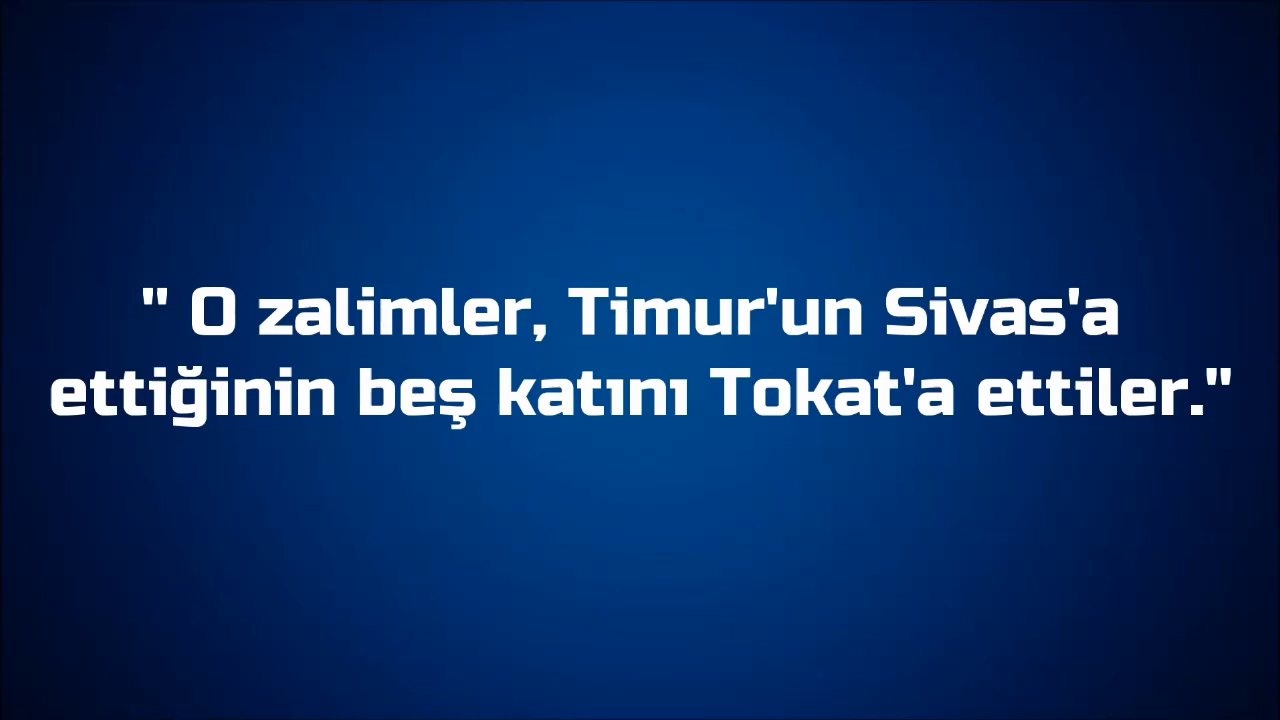 " O zalimler, Timur'un Sivas'a
ettiğinin beş katını Tokat'a ettiler."